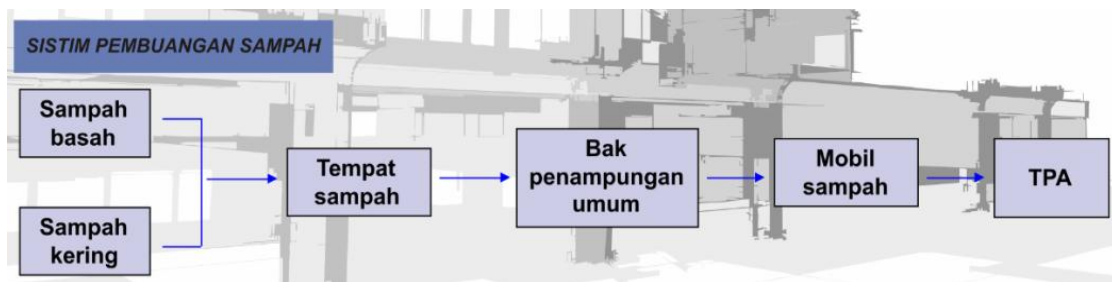 SISTIM PEMBUANGAN SAMPAH
Sampah
basah
Sampah
kering
Tempat
sampah
Bak
penampungan
umum
Mobil
sampah
TPA